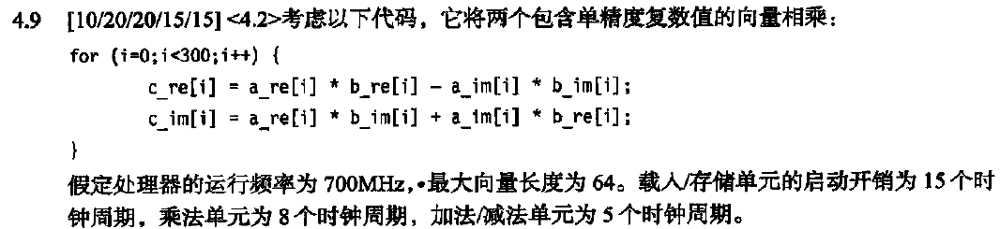 4.9 [10/20/20/15/15] <4.2>考虑以下代码，它将两个包含单精度复数值的向量相乘：
for (i=0;i<300;i++) {
c_re[i] = a_re[i] * b_re[i] – a_im[i] * b_im[i];
c_im[i] = a_re[i] * b_im[i] + a_im[i] * b_re[i];
}
假定处理器的运行频率为 700MHz，最大向量长度为 64。载入/存储单元的启动开销为 15 个时
钟周期，乘法单元为 8 个时钟周期，加法/减法单元为 5 个时钟周期。